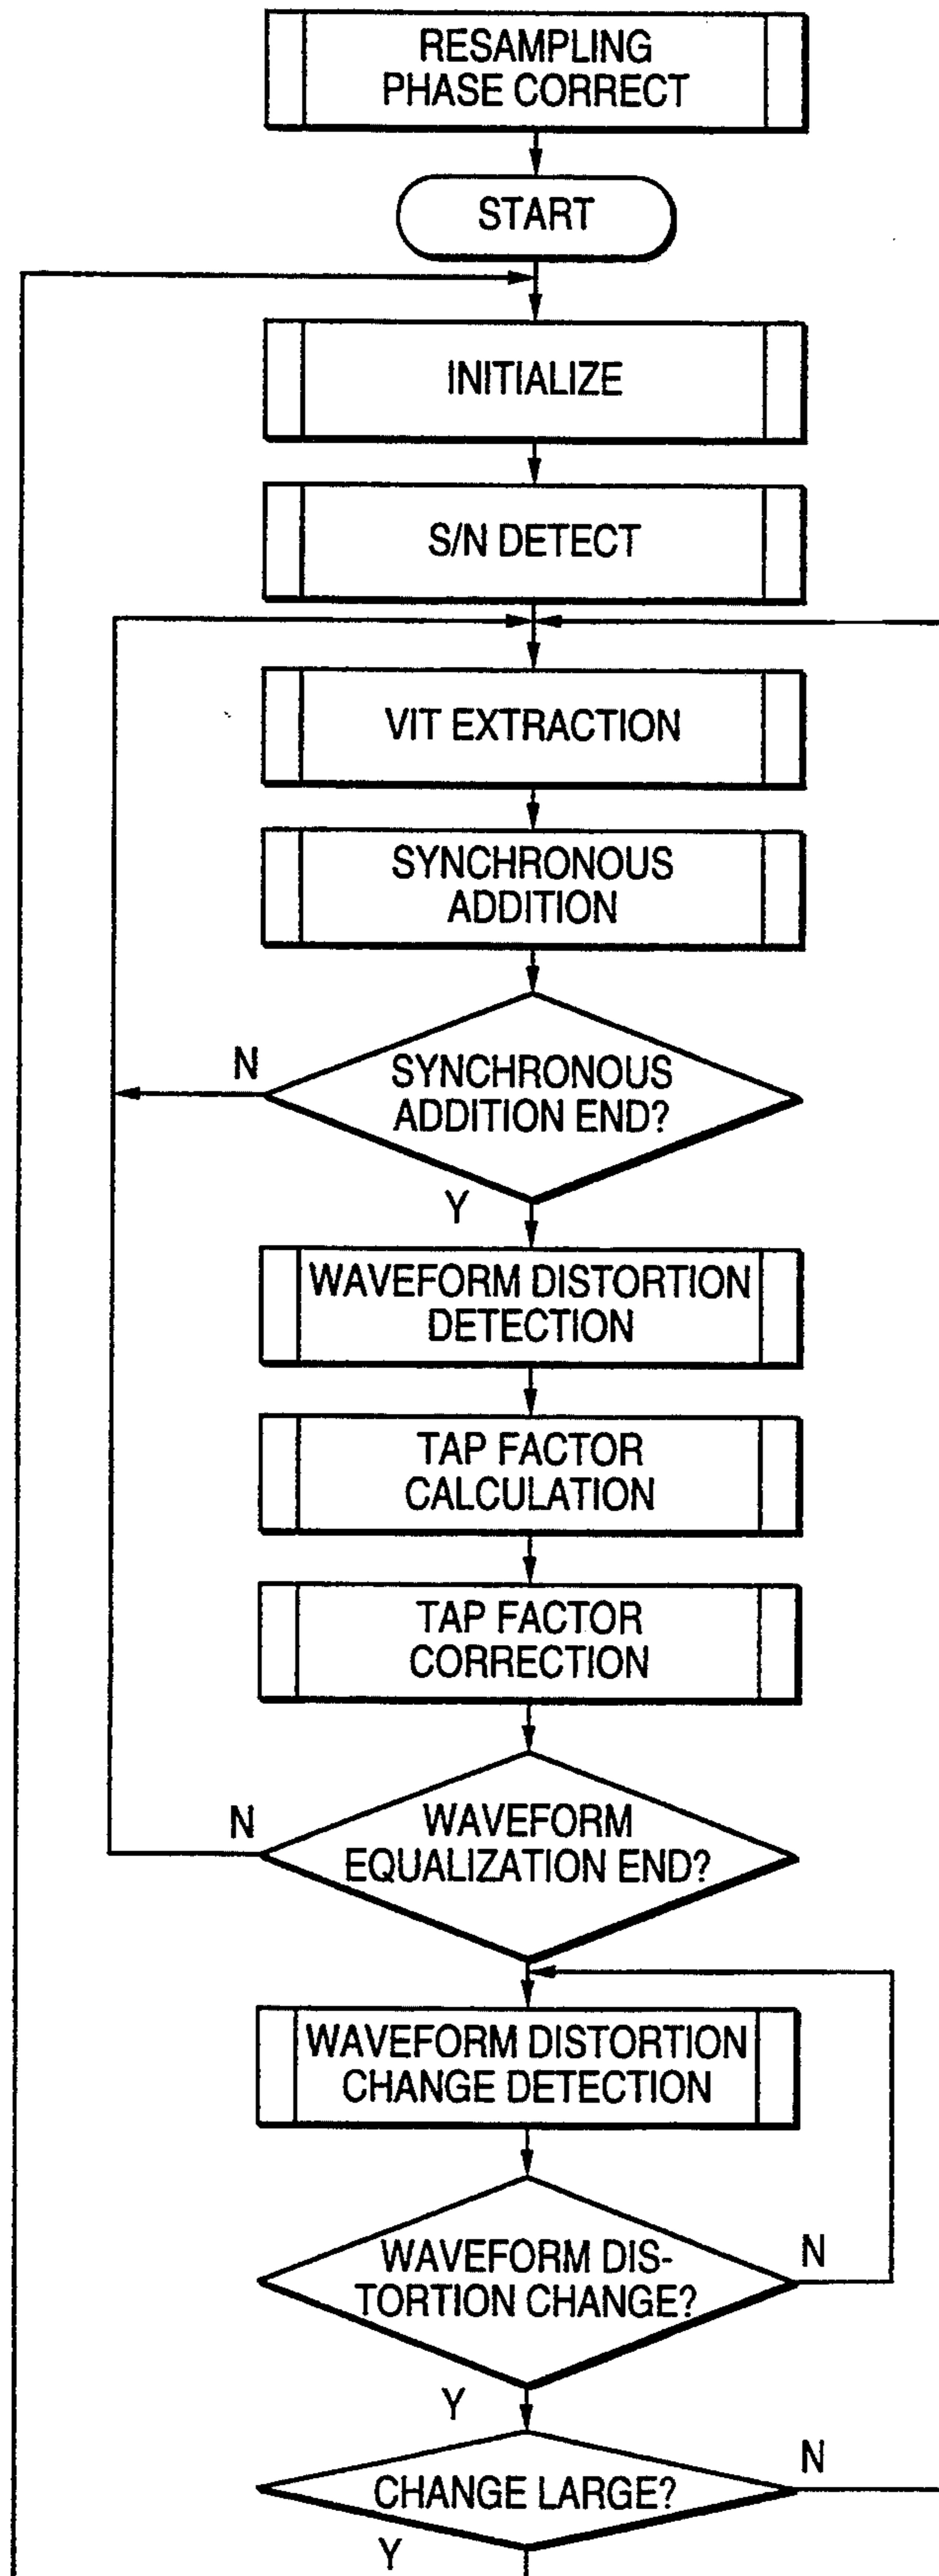 RESAMPLING
PHASE CORRECT
START
INITIALIZE
S/N DETECT
VIT EXTRACTION
SYNCHRONOUS
ADDITION
N
SYNCHRONOUS
ADDITION END?
Y
WAVEFORM DISTORTION
DETECTION
TAP FACTOR
CALCULATION
TAP FACTOR
CORRECTION
N
WAVEFORM
EQUALIZATION END?
WAVEFORM DISTORTION
CHANGE DETECTION
WAVEFORM DIS-
TORTION CHANGE?
N
Y
CHANGE LARGE?
N
Y